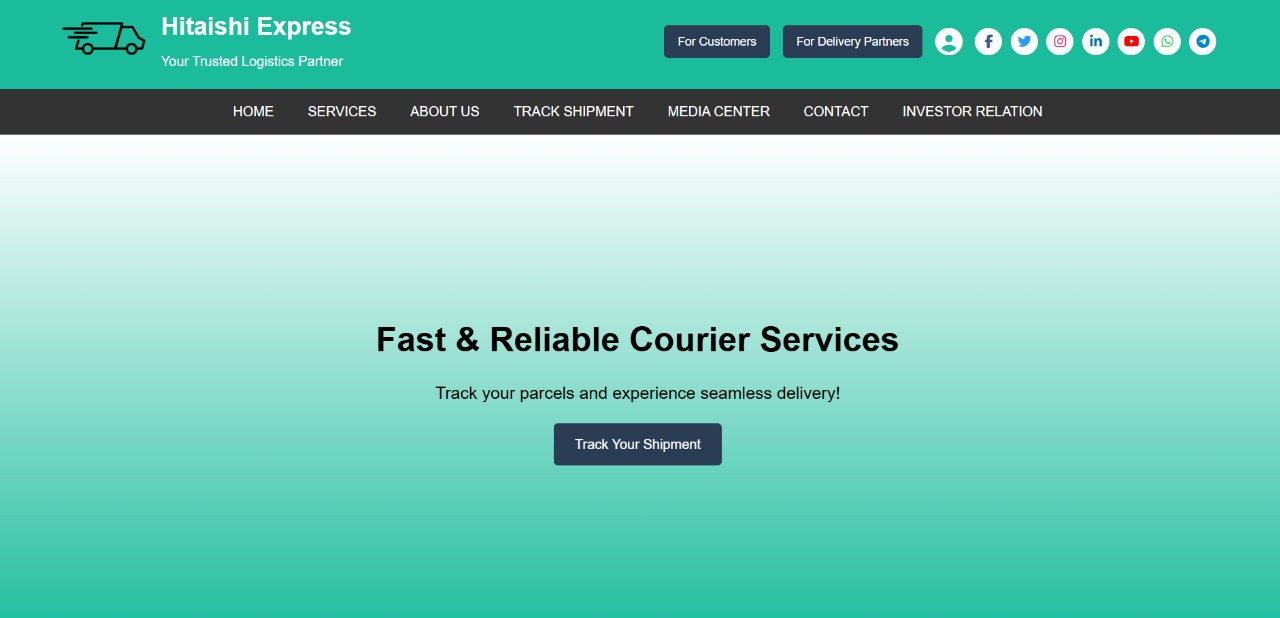 Hitaishi Express
Your Trusted Logistics Partner
For Customers
For Delivery Partners
HOME
SERVICES
ABOUT US
TRACK SHIPMENT
MEDIA CENTER
CONTACT
INVESTOR RELATION
Fast & Reliable Courier Services
Track your parcels and experience seamless delivery!
Track Your Shipment